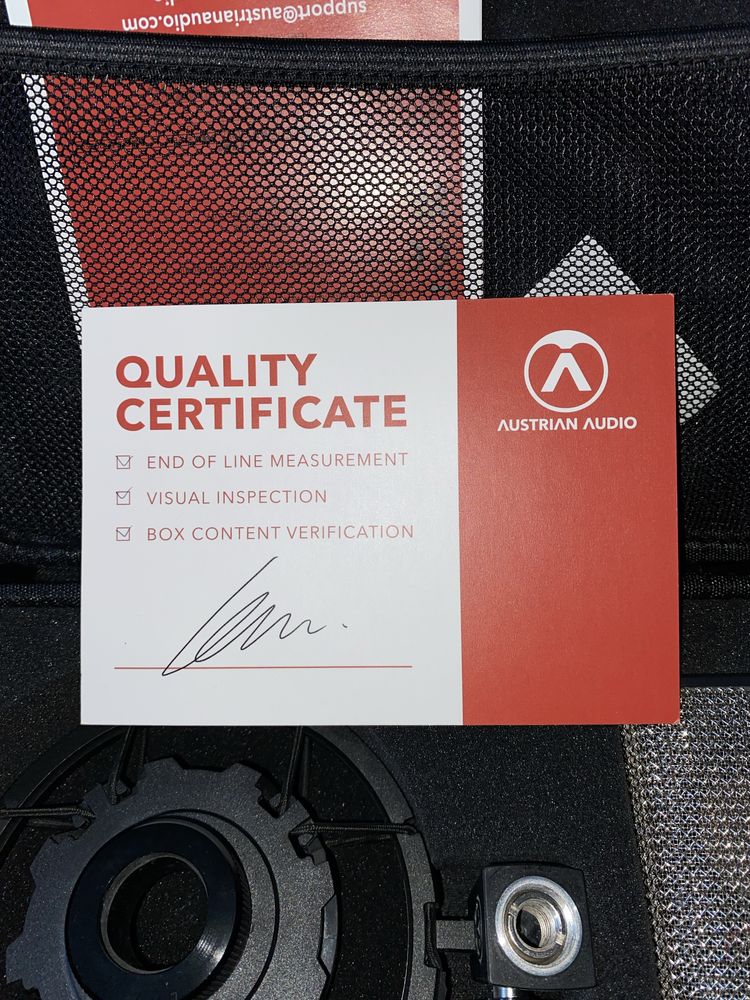 support@austrianaudio.com
QUALITY
CERTIFICATE
END OF LINE MEASUREMENT
VISUAL INSPECTION
BOX CONTENT VERIFICATION
AUSTRIAN AUDIO